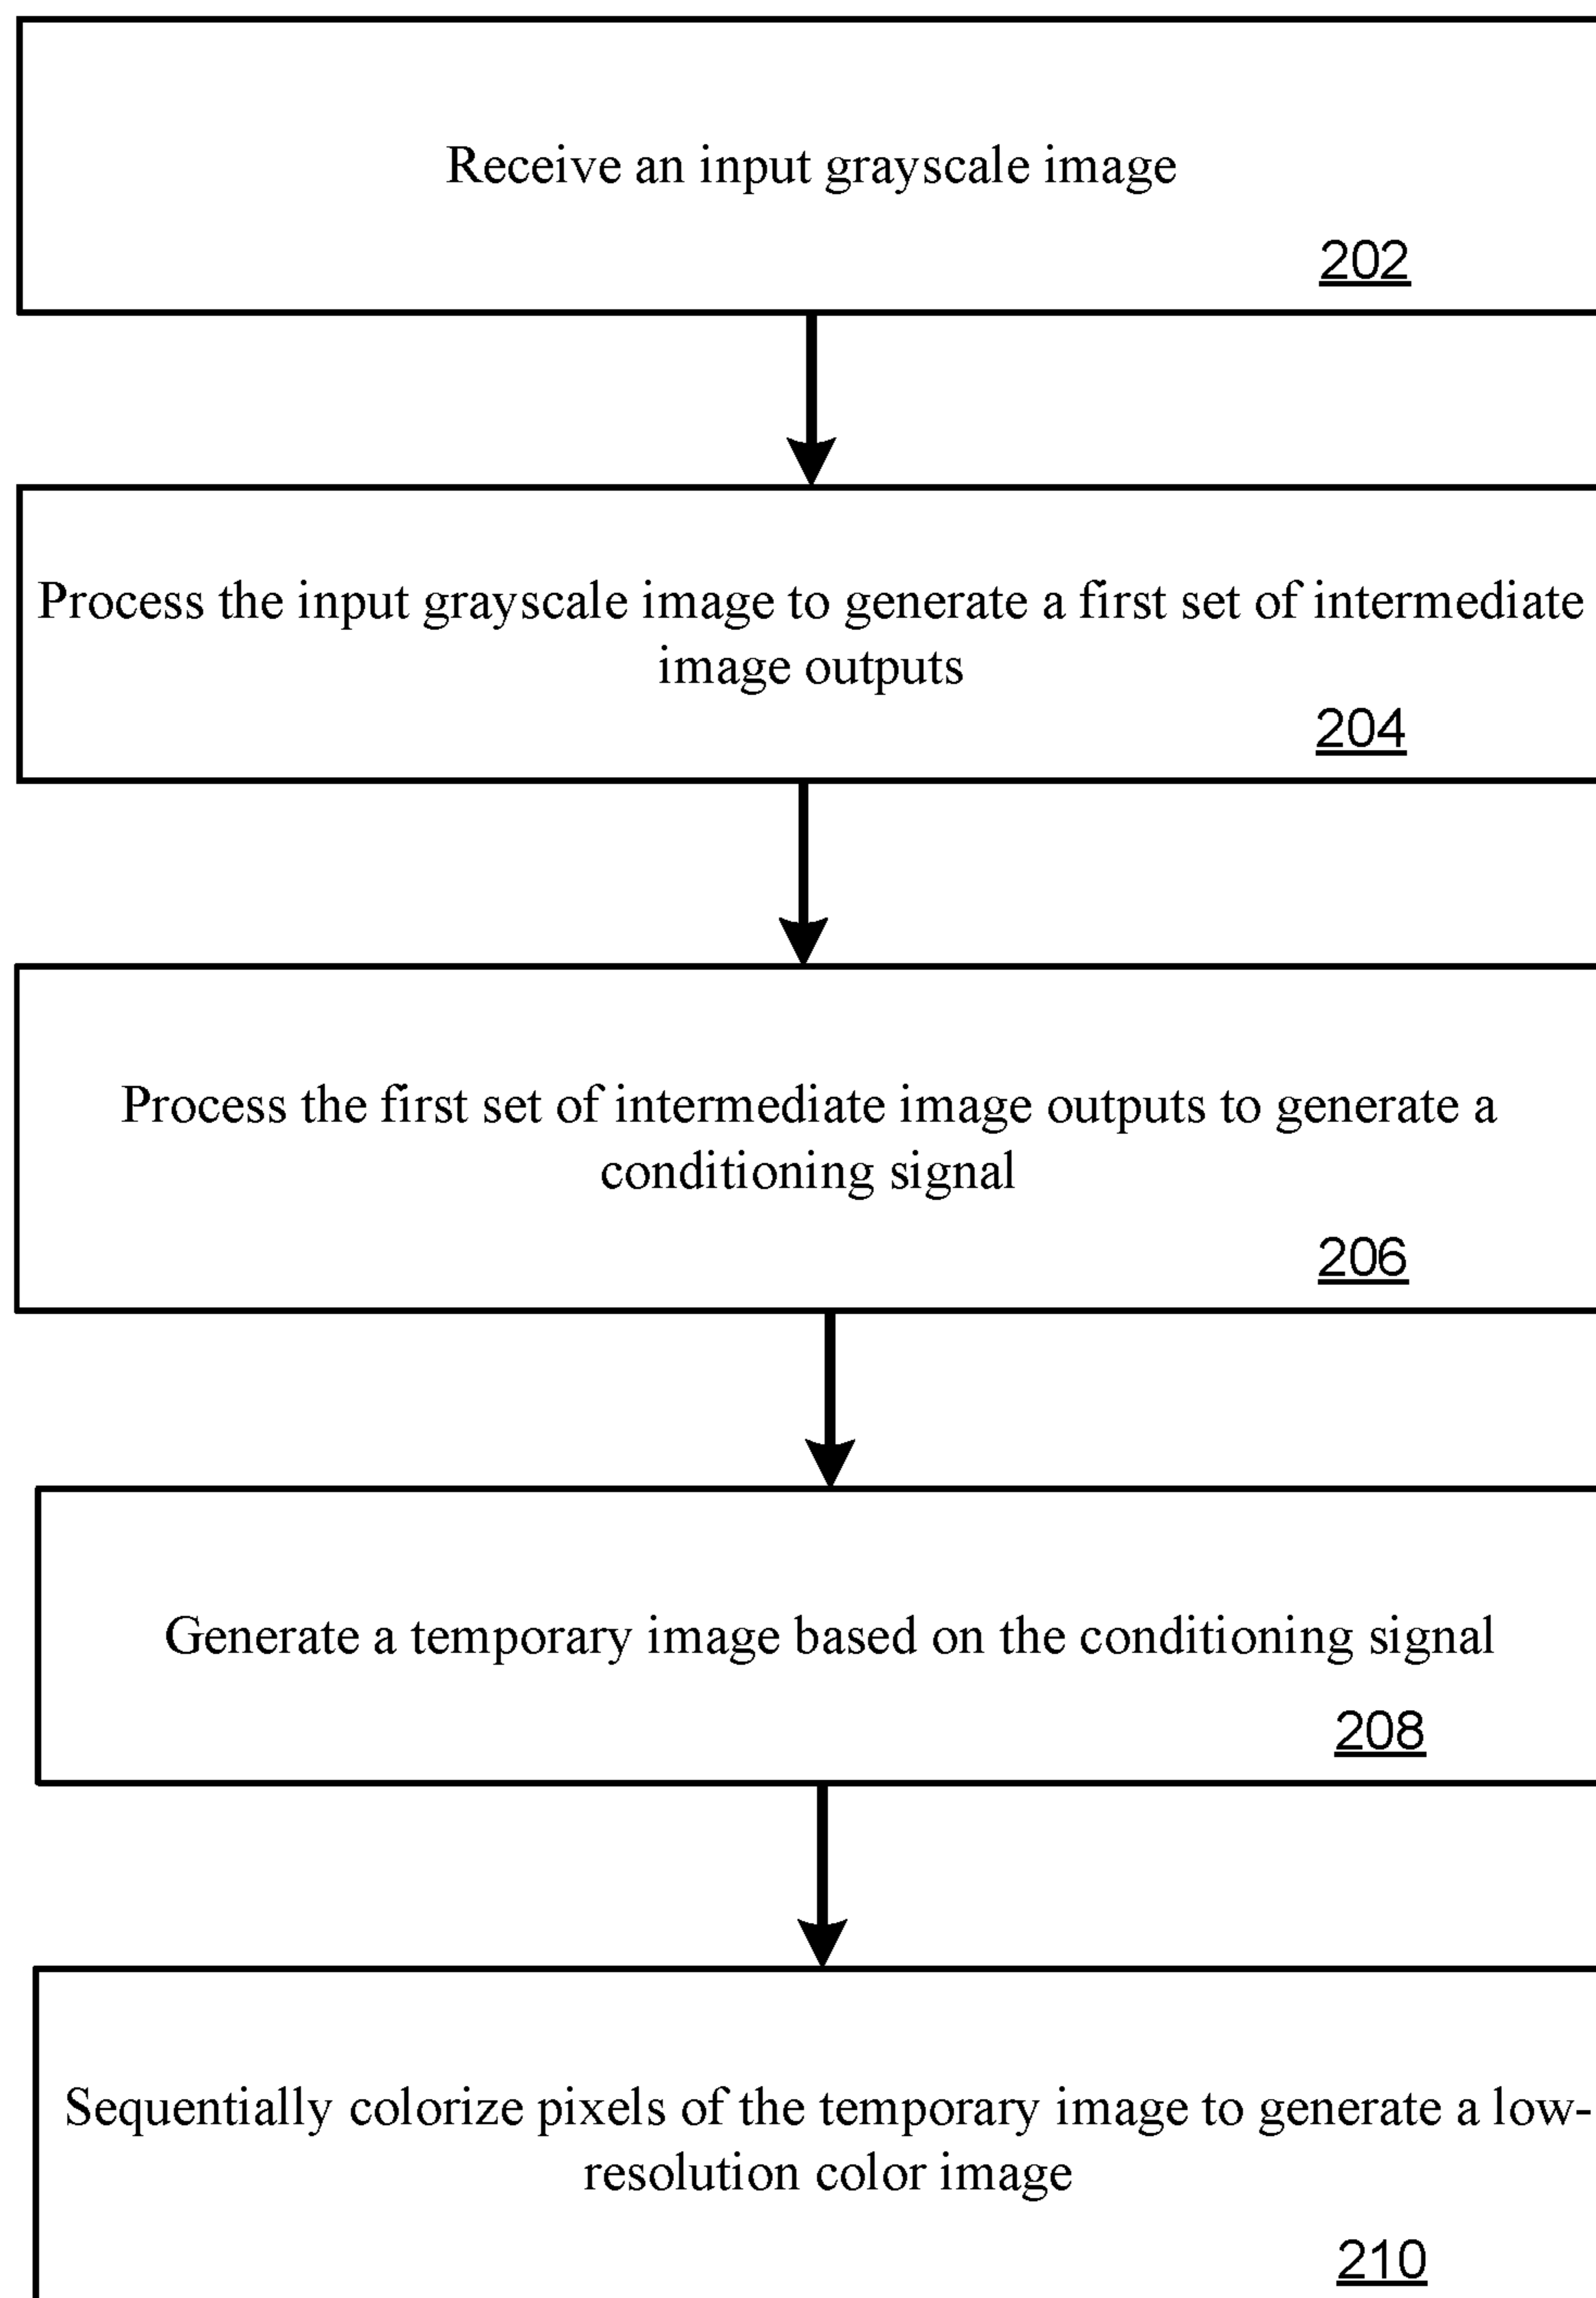 Receive an input grayscale image
202
Process the input grayscale image to generate a first set of intermediate
image outputs
204
Process the first set of intermediate image outputs to generate a
conditioning signal
206
Generate a temporary image based on the conditioning signal
208
Sequentially colorize pixels of the temporary image to generate a low-
resolution color image
210